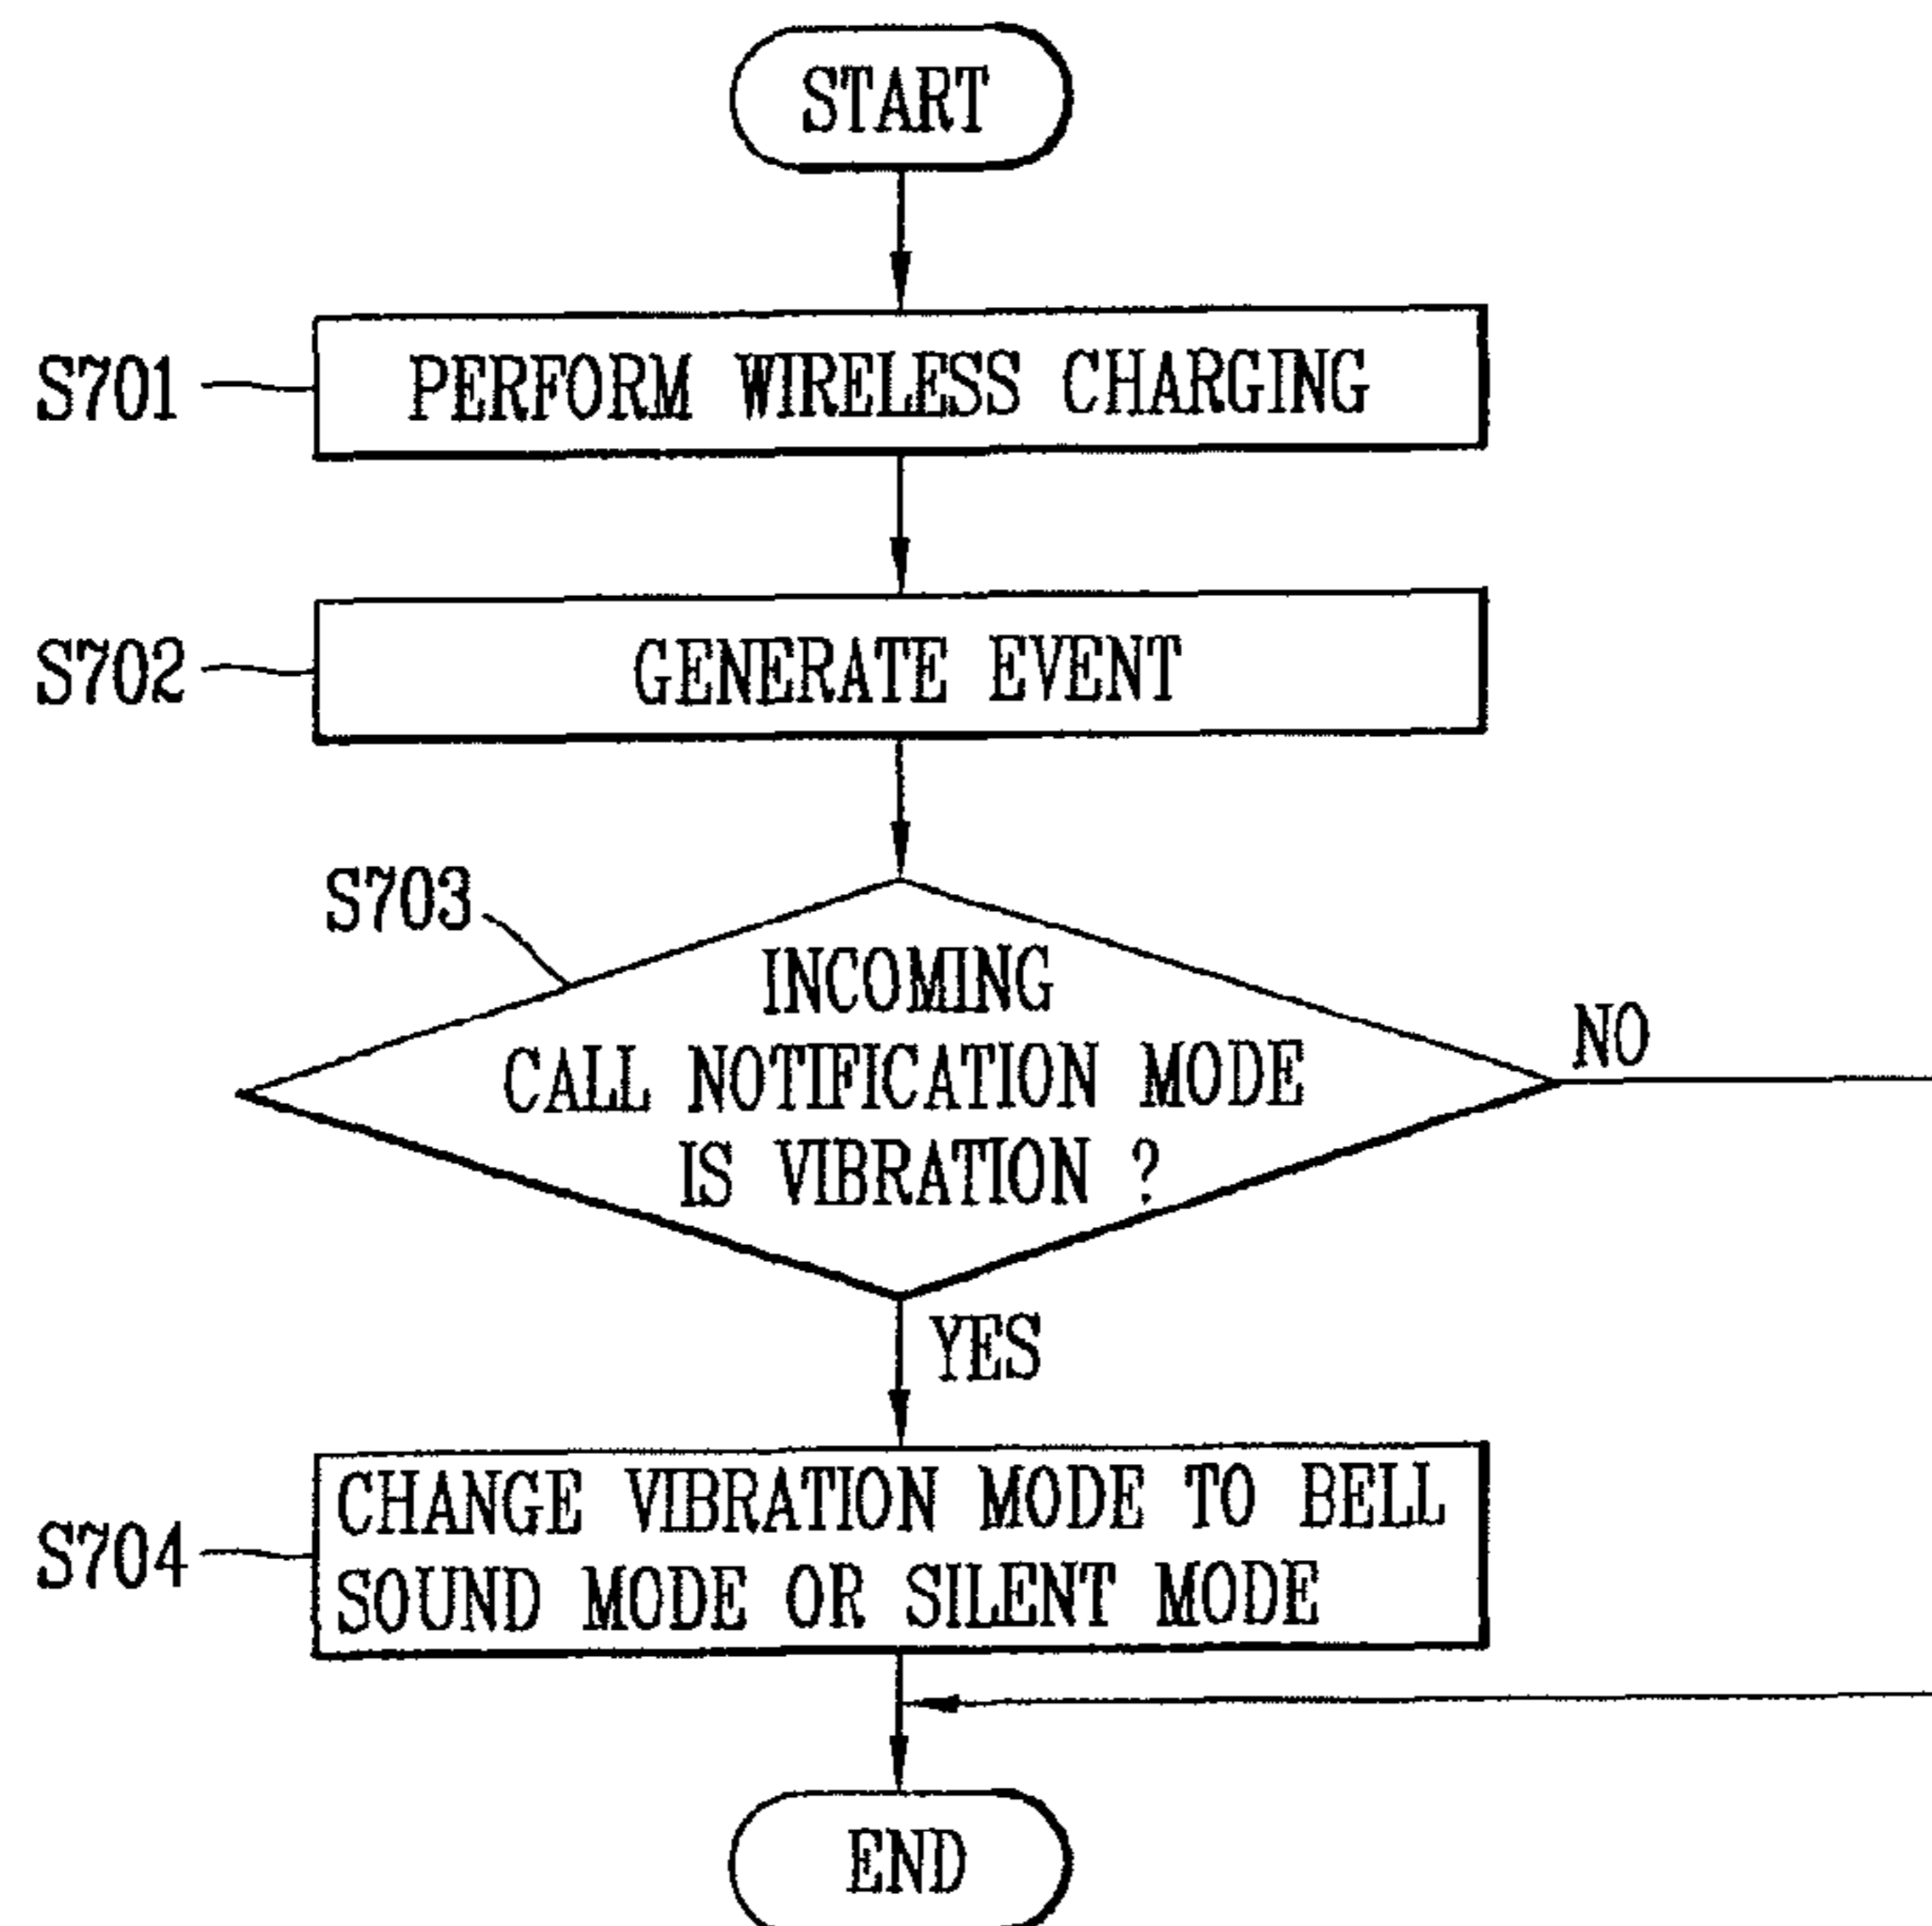 START
S701
PERFORM WIRELESS CHARGING
S702
GENERATE EVENT
S703
INCOMING
CALL NOTIFICATION MODE
IS VIBRATION ?
NO
YES
S704
CHANGE VIBRATION MODE TO BELL
SOUND MODE OR SILENT MODE
END